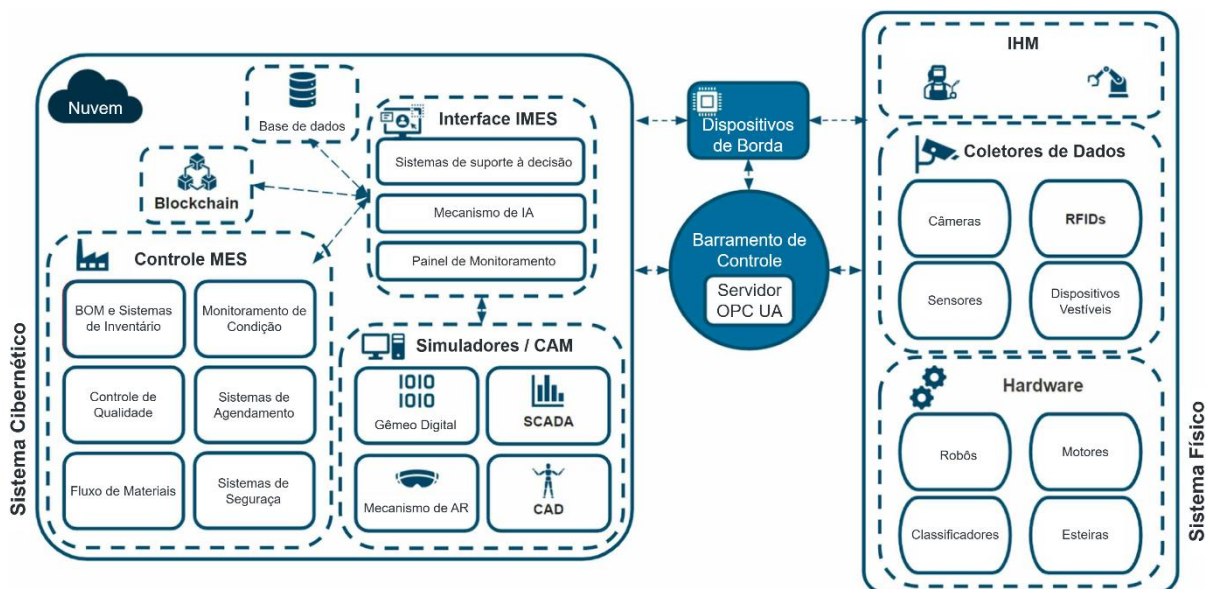 Sistema Cibernético
Nuvem
Base de dados
Blockchain
Interface IMES
Sistemas de suporte à decisão
Mecanismo de IA
Painel de Monitoramento
Controle MES
BOM e Sistemas
de Inventário
Monitoramento de
Condição
Controle de
Qualidade
Sistemas de
Agendamento
Fluxo de Materiais
Sistemas de
Seguraça
Simuladores / CAM
IOIO
IOIO
Gêmeo Digital
SCADA
Mecanismo de AR
CAD
Dispositivos
de Borda
Barramento de
Controle
Servidor
OPC UA
IHM
Coletores de Dados
Câmeras
RFIDs
Sensores
Dispositivos
Vestíveis
Hardware
Robôs
Motores
Classificadores
Esteiras
Sistema Físico